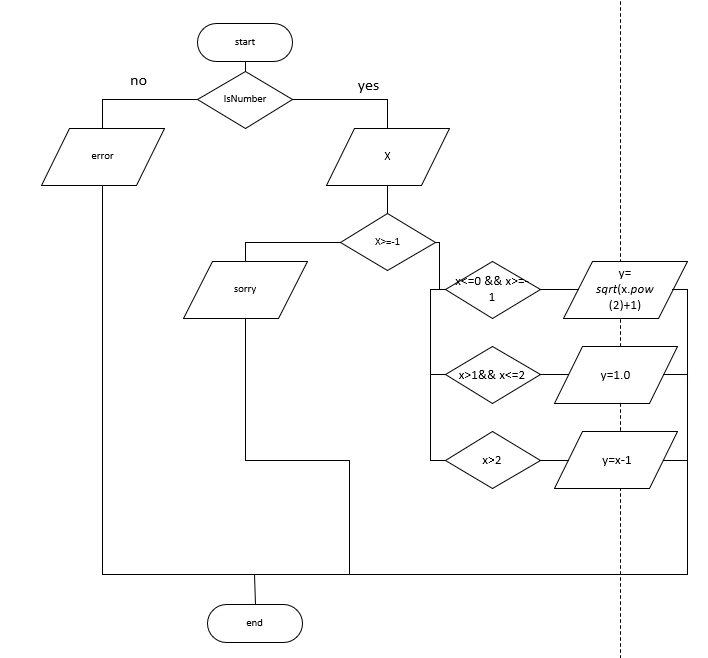 start
no
yes
IsNumber
error
X
X>=-1
sorry
x<=0 && x>=-
1
y=
sqrt(x.pow
(2)+1)
x>1&& x<=2
y=1.0
x>2
y=x-1
end